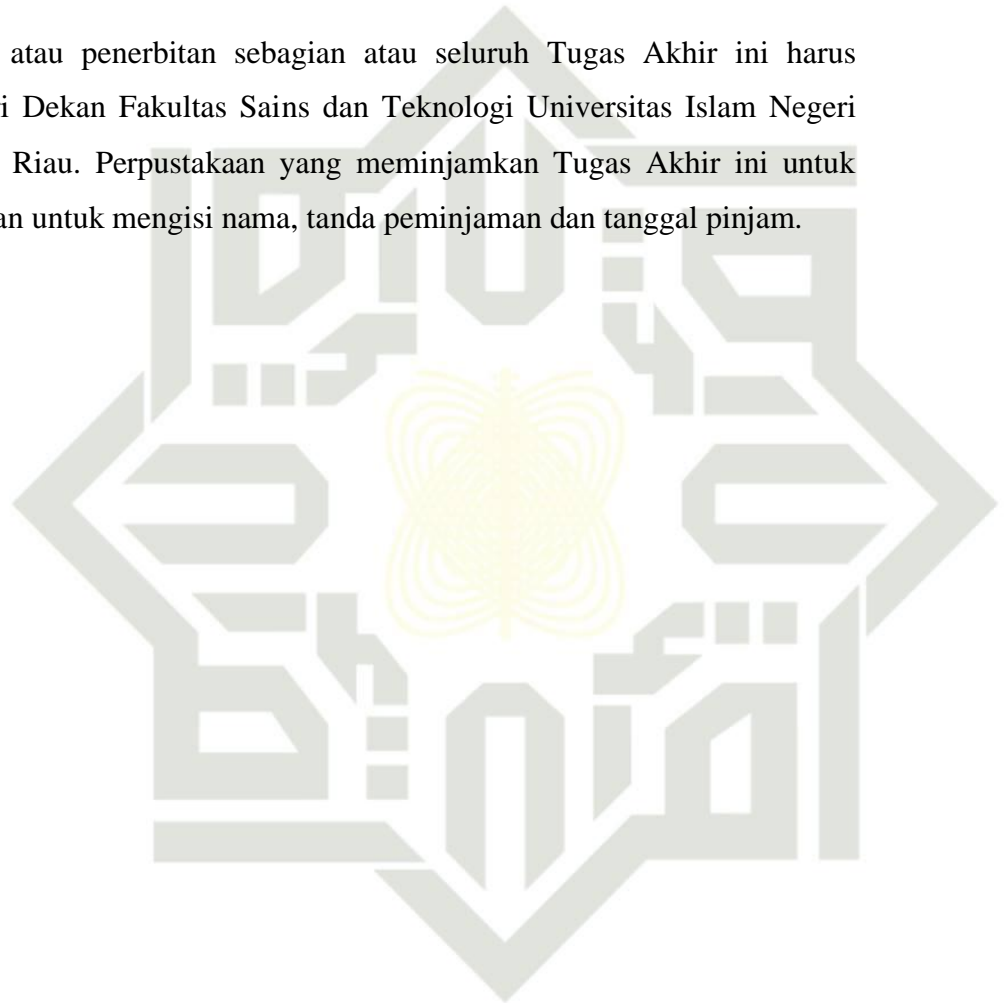 atau penerbitan sebagian atau seluruh Tugas Akhir ini harus
ri Dekan Fakultas Sains dan Teknologi Universitas Islam Negeri
Riau. Perpustakaan yang meminjamkan Tugas Akhir ini untuk
an untuk mengisi nama, tanda peminjaman dan tanggal pinjam.